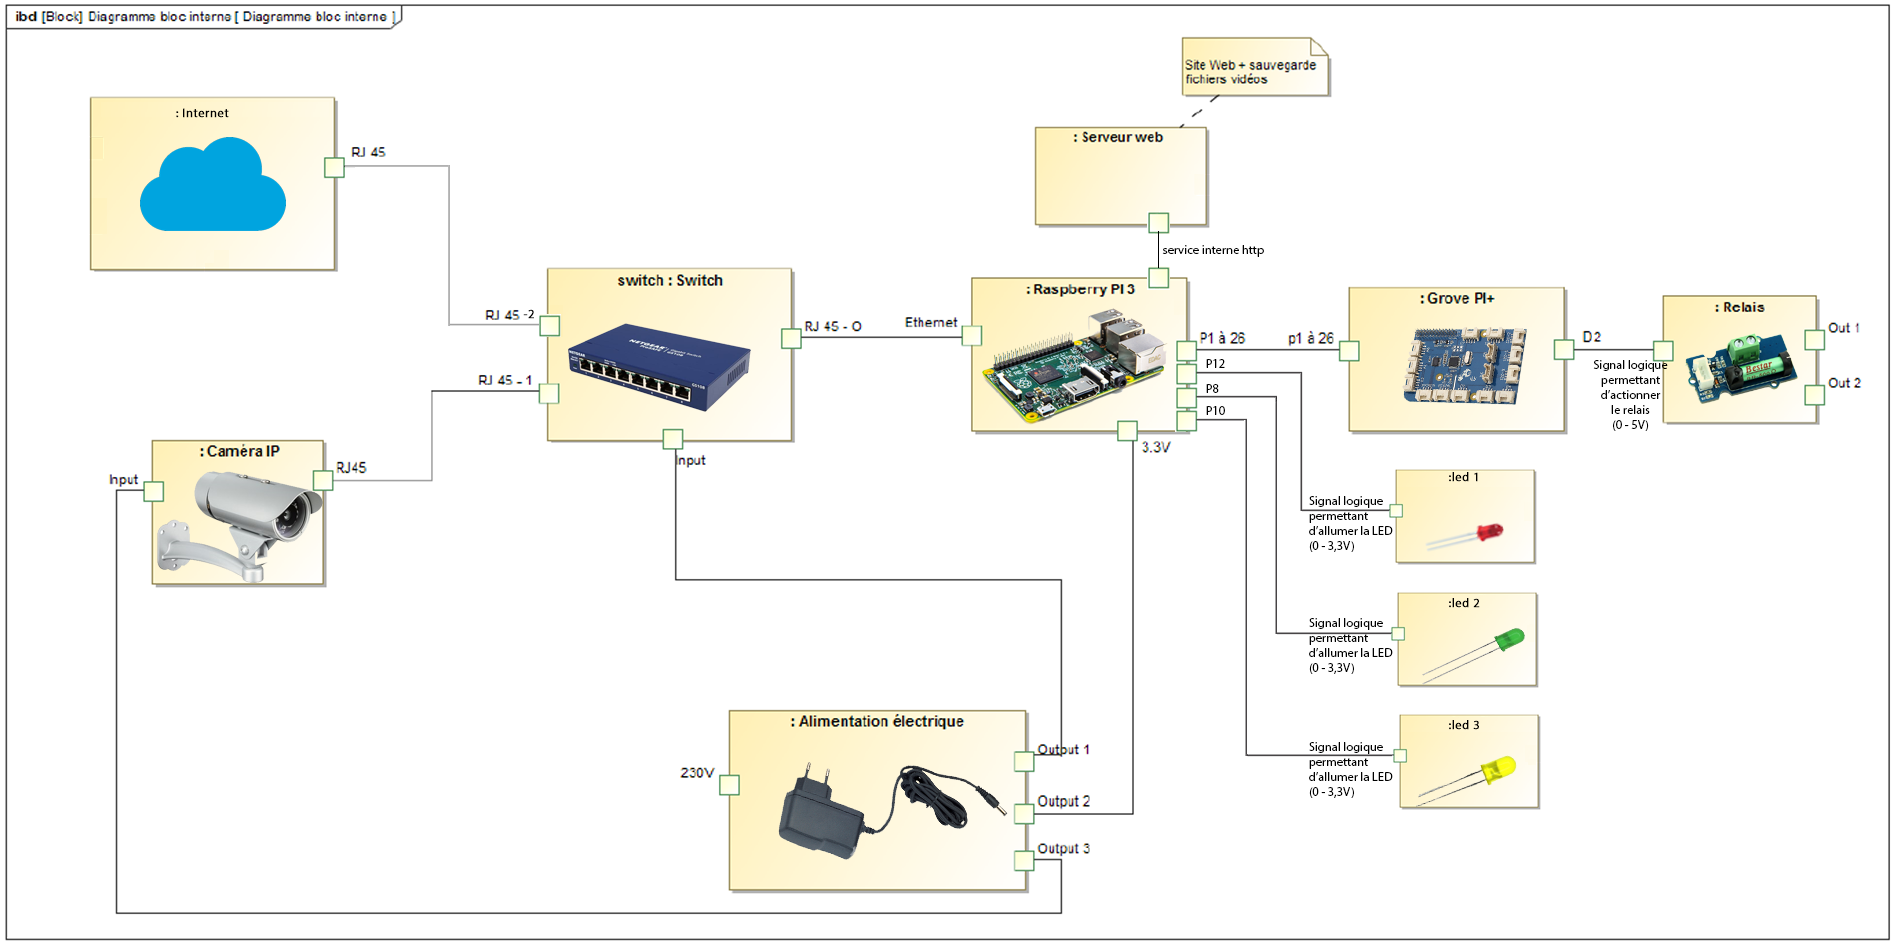 ibd [Block] Diagramme bloc interne [ Diagramme bloc interne ]
Site Web + sauvegarde
fichiers vidéos
: Internet
RJ 45
: Serveur web
service interne http
switch : Switch
NETGEAR
RJ 45 -2
RJ 45 - 1
RJ 45 - O
Input
Ethernet
: Raspberry PI 3
P1 à 26
P12
P8
P10
3.3V
p1 à 26
: Grove PI+
D2
Signal logique
permettant
d'actionner
le relais
(0 - 5V)
: Relais
Bestar
Out 1
Out 2
: Caméra IP
Input
RJ45
:led 1
Signal logique
permettant
d'allumer la LED
(0 - 3,3V)
:led 2
Signal logique
permettant
d'allumer la LED
(0 - 3,3V)
:led 3
Signal logique
permettant
d'allumer la LED
(0 - 3,3V)
: Alimentation électrique
230V
Output 1
Output 2
Output 3